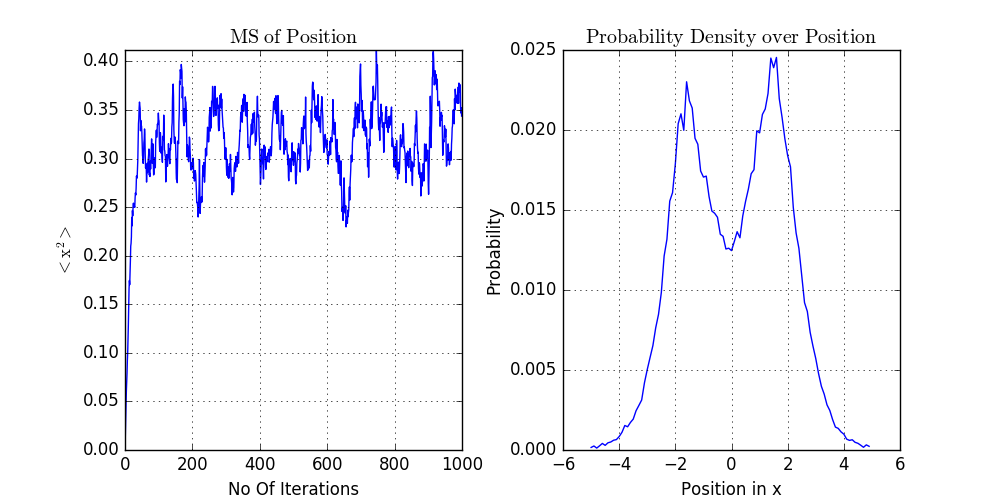 MS of Position
0.40
0.35
0.30
0.25
0.20
0.15
0.10
0.05
0.00
< x² >
0 200 400 600 800 1000
No Of Iterations
Probability Density over Position
0.025
0.020
0.015
0.010
0.005
0.000
Probability
−6 −4 −2 0 2 4 6
Position in x